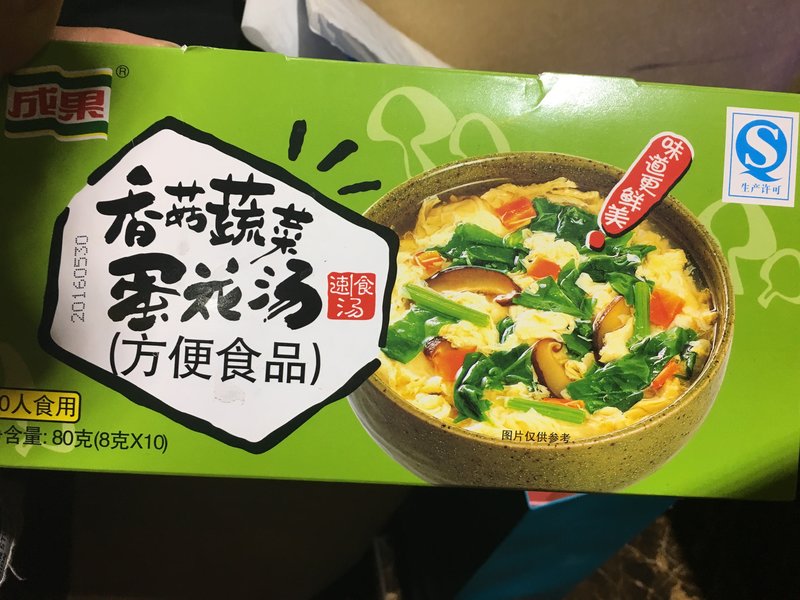 成果®
香菇蔬菜
蛋花汤
(方便食品)
速食汤
20160530
0人食用
含量: 80克(8克X10)
味道更鲜美
图片仅供参考
S
生产许可